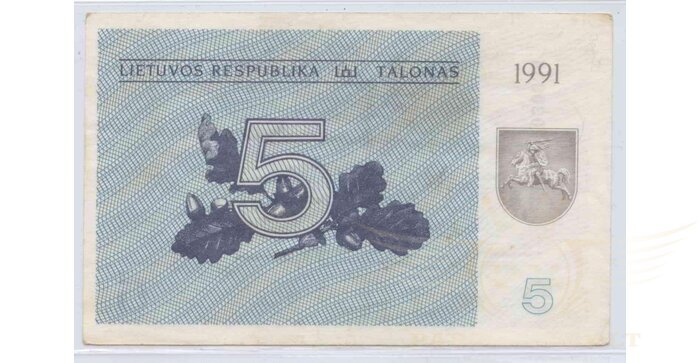 LIETUVOS RESPUBLIKA TALONAS
1991
5
5